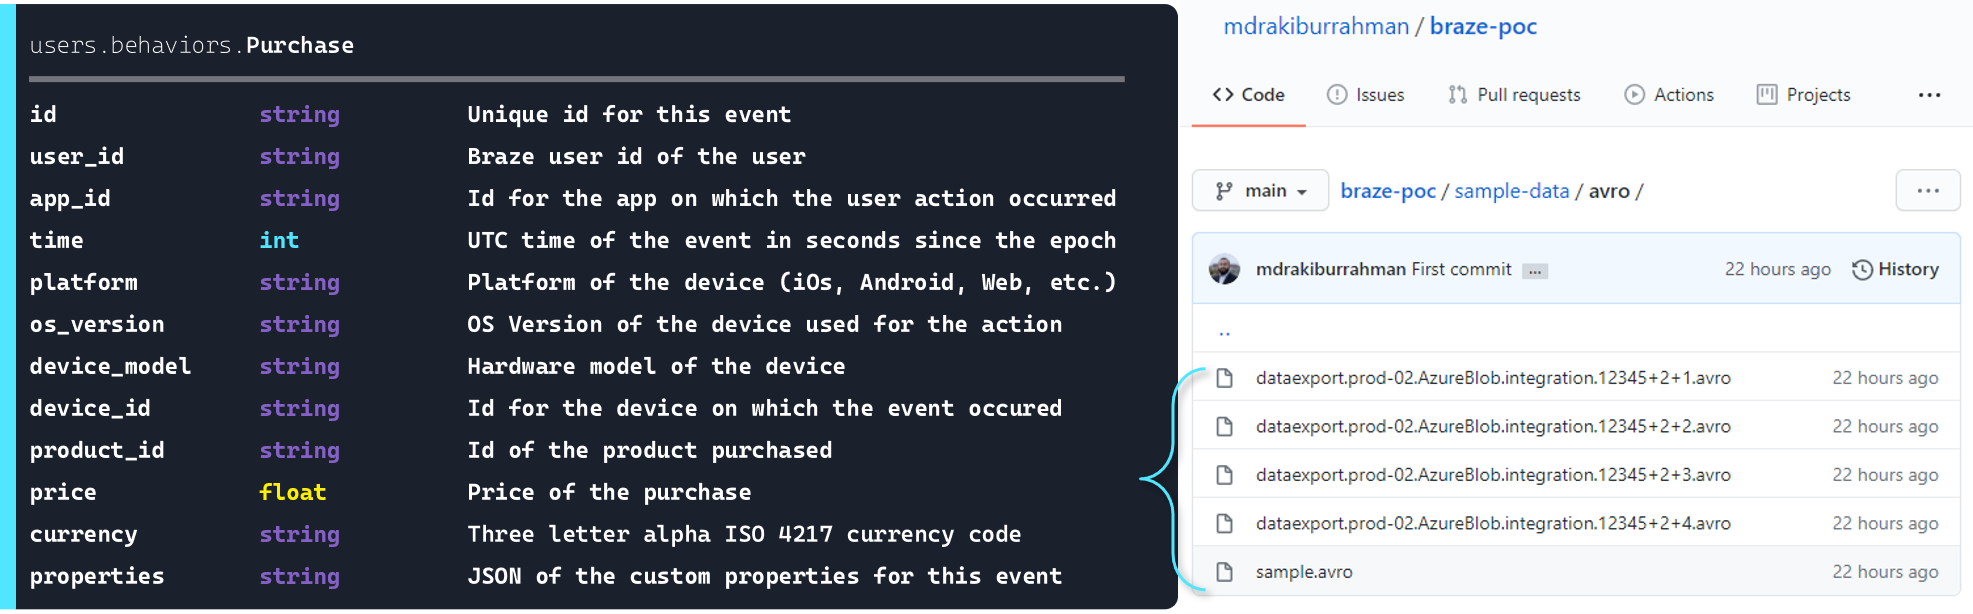 users.behaviors.Purchase
id string Unique id for this event
user_id string Braze user id of the user
app_id string Id for the app on which the user action occurred
time int UTC time of the event in seconds since the epoch
platform string Platform of the device (iOs, Android, Web, etc.)
os_version string OS Version of the device used for the action
device_model string Hardware model of the device
device_id string Id for the device on which the event occured
product_id string Id of the product purchased
price float Price of the purchase
currency string Three letter alpha ISO 4217 currency code
properties string JSON of the custom properties for this event
mdrakiburrahman / braze-poc
<> Code Issues Pull requests Actions Projects ...
main braze-poc / sample-data / avro / ...
mdrakiburrahman First commit ... 22 hours ago History
..
dataexport.prod-02.AzureBlob.integration.12345+2+1.avro 22 hours ago
dataexport.prod-02.AzureBlob.integration.12345+2+2.avro 22 hours ago
dataexport.prod-02.AzureBlob.integration.12345+2+3.avro 22 hours ago
dataexport.prod-02.AzureBlob.integration.12345+2+4.avro 22 hours ago
sample.avro 22 hours ago